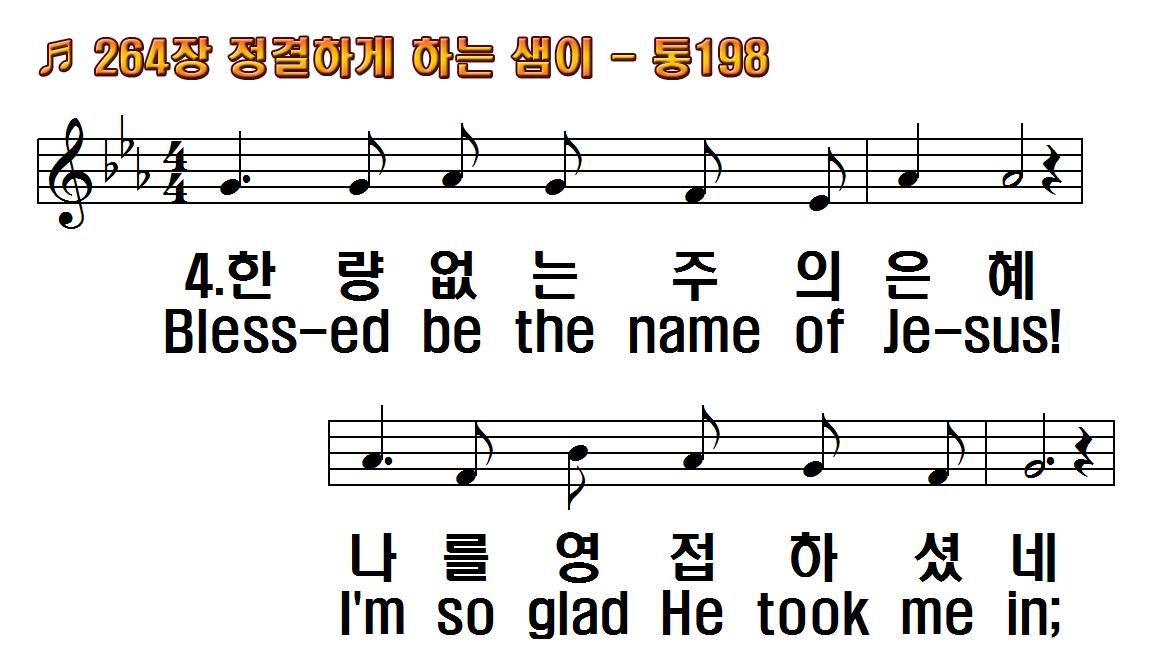 ♬ 264장 정결하게 하는 샘이 - 통198
4.한 량 없 는 주 의 은 혜
Bless-ed be the name of Je-sus!
나 를 영 접 하 셨 네
I'm so glad He took me in;